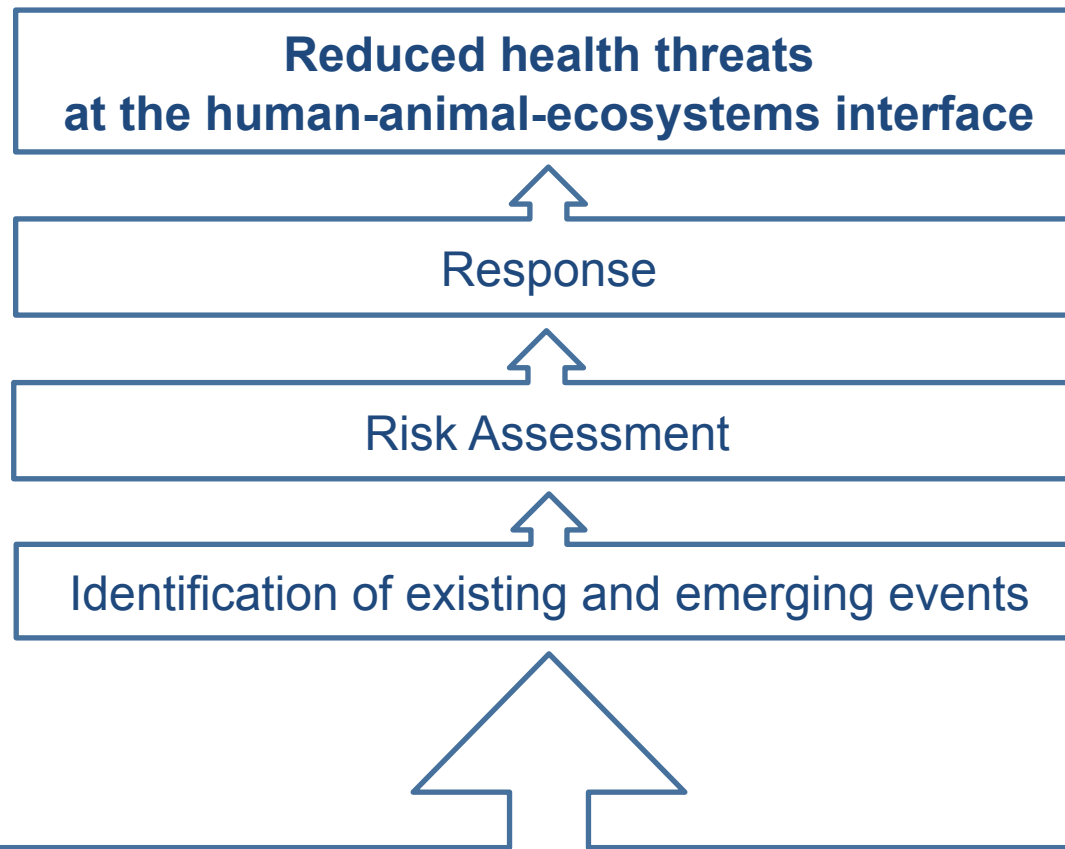 Reduced health threats
at the human-animal-ecosystems interface
Response
Risk Assessment
Identification of existing and emerging events